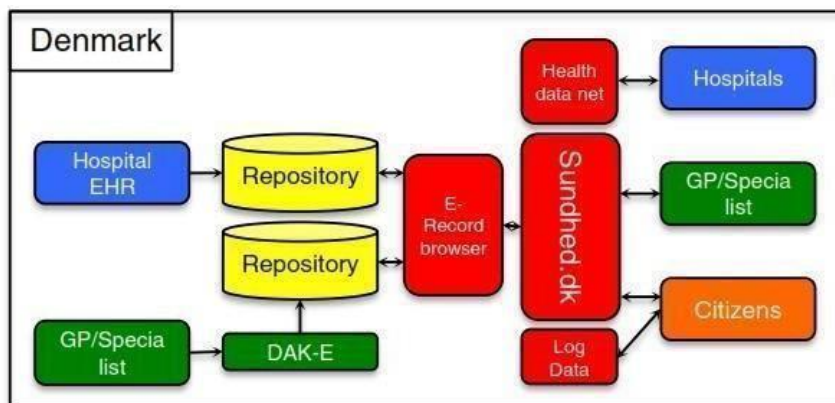 Denmark
Health
data net
Hospitals
Hospital
EHR
Repository
E-
Record
browser
Sundhed.dk
GP/Specia
list
Repository
Citizens
GP/Specia
list
DAK-E
Log
Data